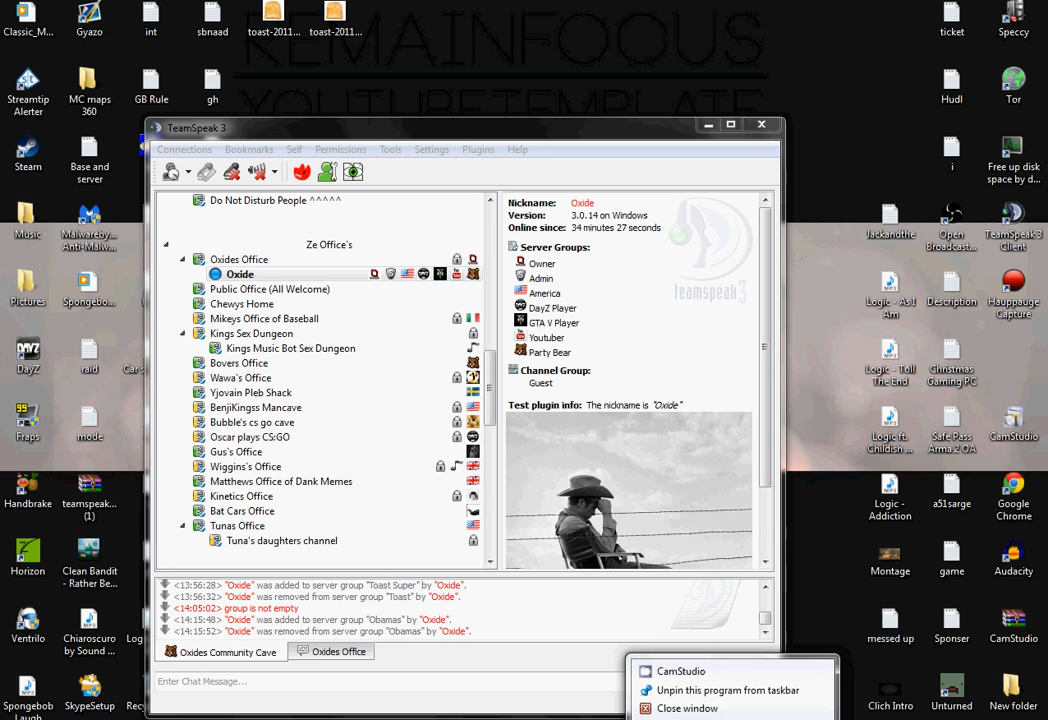 Classic_M...
Gyazo
int
sbnaad
toast-2011...
toast-2011...
ticket
Speccy
REMAINFOOUS
YOUTUBETEMPLATE
Streamtip
Alerter
MC maps
360
GB Rule
gh
Hudl
Tor
Steam
Base and
server
i
Free up disk
space by d...
Music
Malwareby...
Anti-Malw...
Jackandthe
Open
Broadcast...
TeamSpeak 3
Client
Pictures
Spongebo...
Logic - As I
Am
Description
Hauppauge
Capture
DayZ
raid
Car s
Logic - Toll
The End
Christmas
Gaming PC
Fraps
mode
Logic ft.
Childish ...
Safe Pass
Arma 2 OA
CamStudio
Handbrake
teamspeak...
(1)
Logic -
Addiction
a51sarge
Google
Chrome
Horizon
Clean Bandit
- Rather Be...
Montage
game
Audacity
Ventrilo
Chiaroscuro
by Sound ...
Log
messed up
Sponser
CamStudio
Spongebob
Laugh
SkypeSetup
Rec
Clich Intro
Unturned
New folder
TeamSpeak 3
Connections Bookmarks Self Permissions Tools Settings Plugins Help
Do Not Disturb People ^^^^^
Ze Office`s
Oxides Office
Oxide
Public Office (All Welcome)
Chewys Home
Mikeys Office of Baseball
Kings Sex Dungeon
Kings Music Bot Sex Dungeon
Bovers Office
Wawa's Office
Yjovain Pleb Shack
BenjiKingss Mancave
Bubble's cs go cave
Oscar plays CS:GO
Gus`s Office
Wiggins`s Office
Matthews Office of Dank Memes
Kinetics Office
Bat Cars Office
Tunas Office
Tuna's daughters channel
Nickname: Oxide
Version: 3.0.14 on Windows
Online since: 34 minutes 27 seconds
Server Groups:
Owner
Admin
America
DayZ Player
GTA V Player
Youtuber
Party Bear
Channel Group:
Guest
Test plugin info: The nickname is "Oxide"
teamspeak3
<13:56:28> "Oxide" was added to server group "Toast Super" by "Oxide".
<13:56:32> "Oxide" was removed from server group "Toast" by "Oxide".
<14:05:02> group is not empty
<14:15:48> "Oxide" was added to server group "Obamas" by "Oxide".
<14:15:52> "Oxide" was removed from server group "Obamas" by "Oxide".
Oxides Community Cave
Oxides Office
Enter Chat Message...
CamStudio
Unpin this program from taskbar
Close window